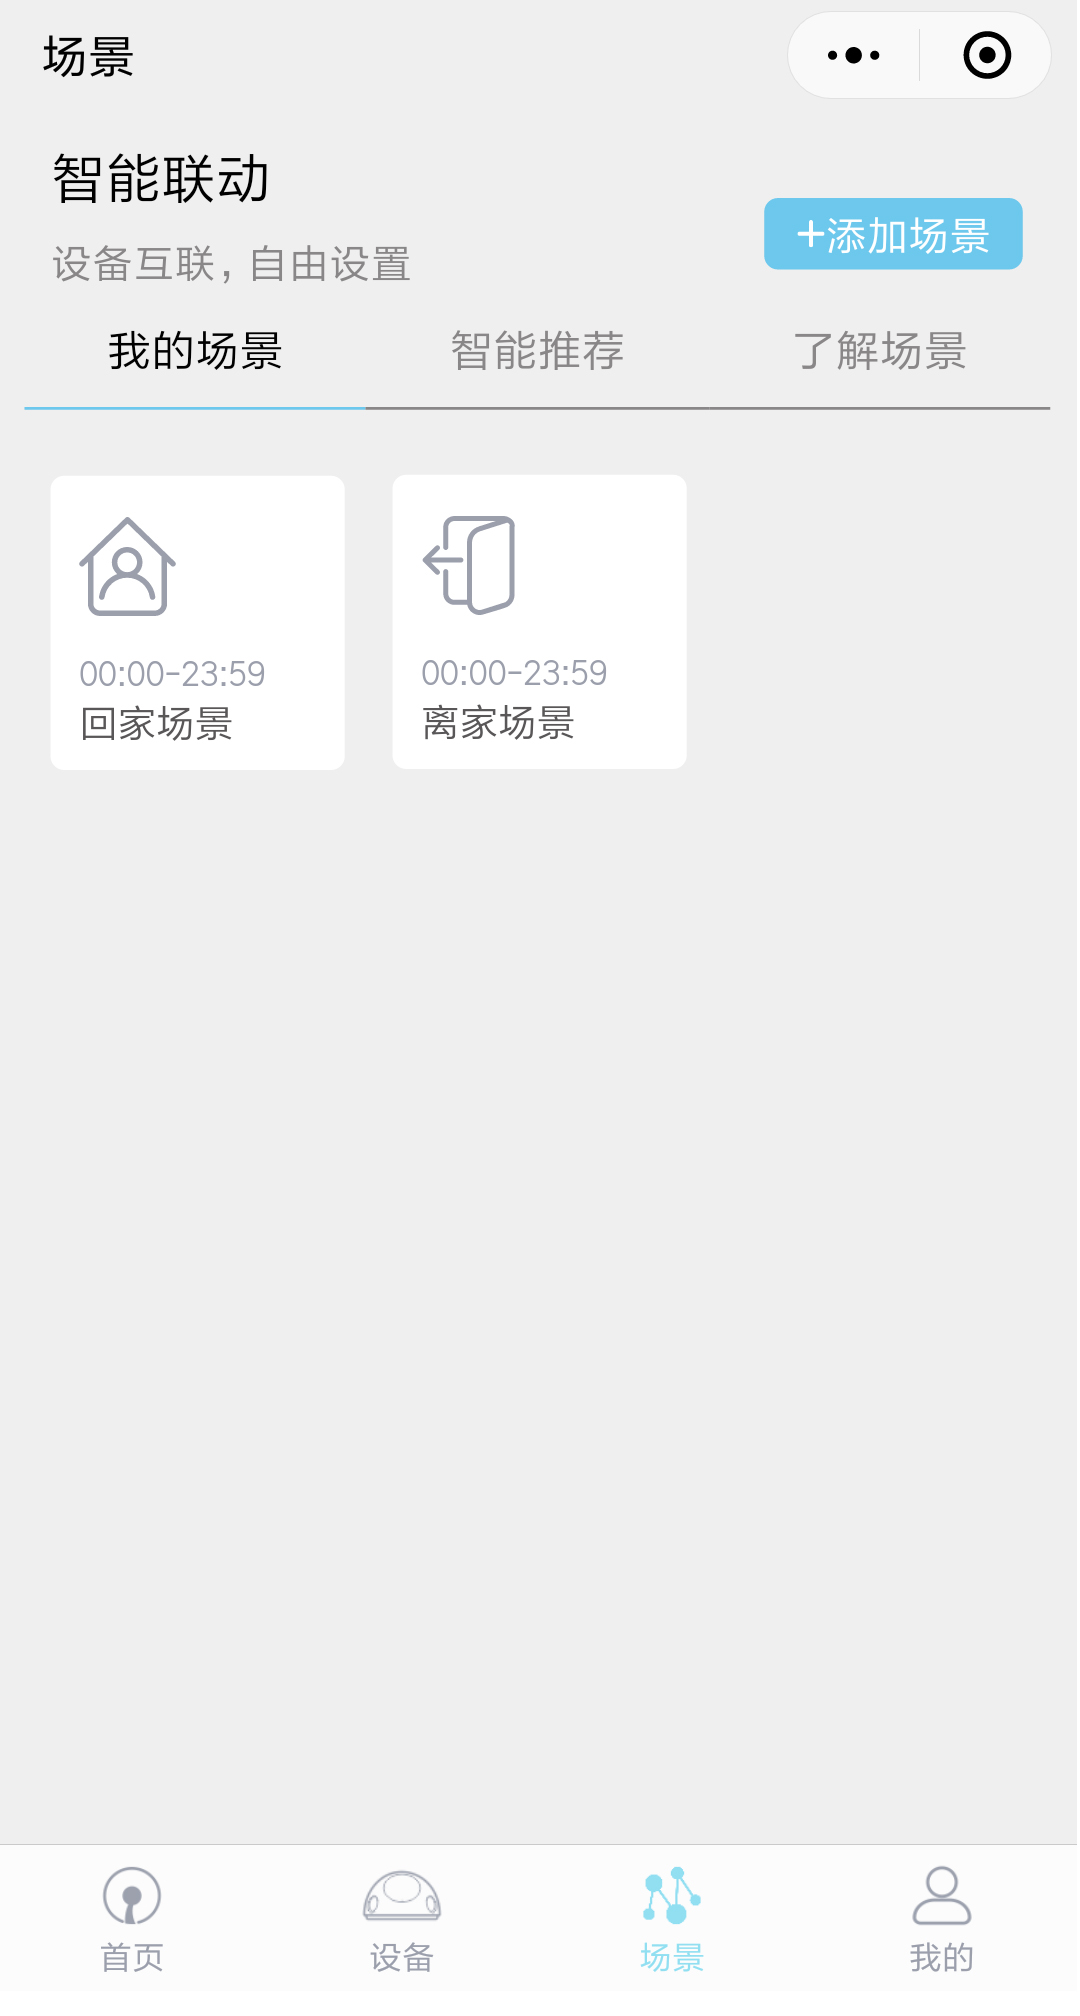 场景
智能联动
设备互联，自由设置
+添加场景
我的场景 智能推荐 了解场景
00:00-23:59
回家场景
00:00-23:59
离家场景
首页 设备 场景 我的